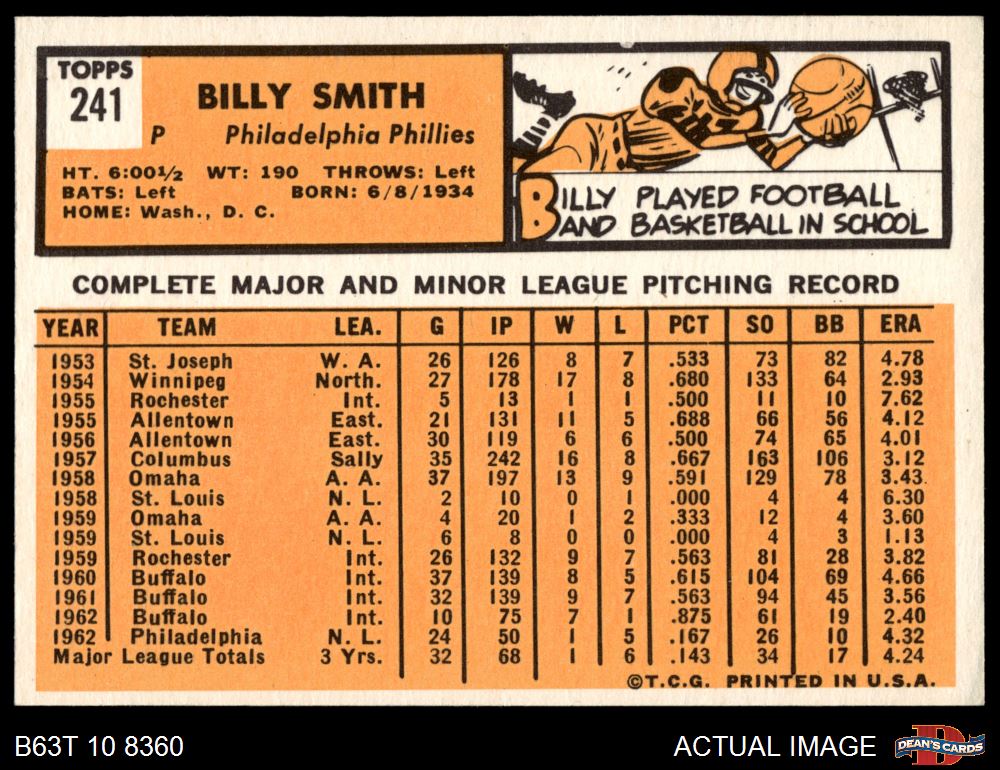 TOPPS
241
BILLY SMITH
P Philadelphia Phillies
HT. 6:00½ WT: 190 THROWS: Left
BATS: Left BORN: 6/8/1934
HOME: Wash., D. C.
BILLY PLAYED FOOTBALL
AND BASKETBALL IN SCHOOL
COMPLETE MAJOR AND MINOR LEAGUE PITCHING RECORD
YEAR TEAM LEA. G IP W L PCT SO BB ERA
1953 St. Joseph W. A. 26 126 8 7 .533 73 82 4.78
1954 Winnipeg North. 27 178 17 8 .680 133 64 2.93
1955 Rochester Int. 5 13 1 1 .500 11 10 7.62
1955 Allentown East. 21 131 11 5 .688 66 56 4.12
1956 Allentown East. 30 119 6 6 .500 74 65 4.01
1957 Columbus Sally 35 242 16 8 .667 163 106 3.12
1958 Omaha A. A. 37 197 13 9 .591 129 78 3.43
1958 St. Louis N. L. 2 10 0 1 .000 4 4 6.30
1959 Omaha A. A. 4 20 1 2 .333 12 4 3.60
1959 St. Louis N. L. 6 8 0 0 .000 4 3 1.13
1959 Rochester Int. 26 132 9 7 .563 81 28 3.82
1960 Buffalo Int. 37 139 8 5 .615 104 69 4.66
1961 Buffalo Int. 32 139 9 7 .563 94 45 3.56
1962 Buffalo Int. 10 75 7 1 .875 61 19 2.40
1962 Philadelphia N. L. 24 50 1 5 .167 26 10 4.32
Major League Totals 3 Yrs. 32 68 1 6 .143 34 17 4.24
©T.C.G. PRINTED IN U.S.A.
B63T 10 8360 ACTUAL IMAGE DEAN'S CARDS